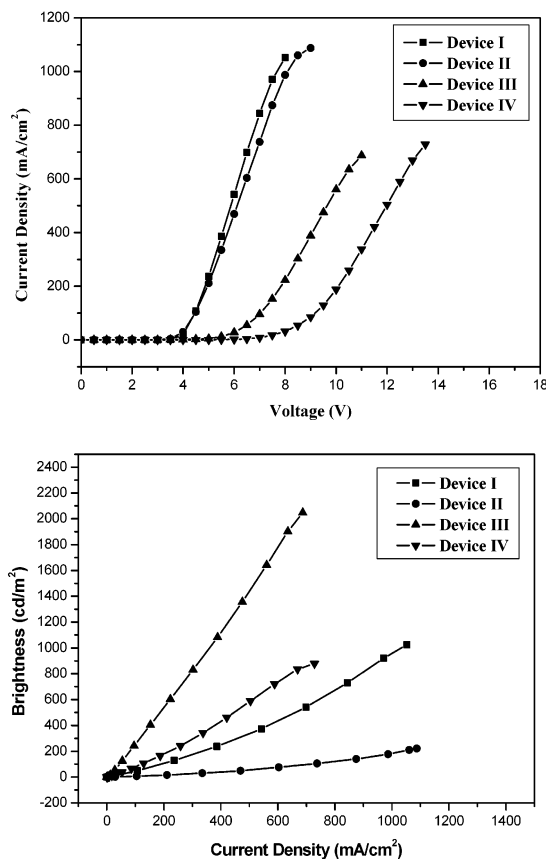 1200
1000
800
600
400
200
0
Current Density (mA/cm²)
Device I
Device II
Device III
Device IV
0 2 4 6 8 10 12 14 16 18
Voltage (V)
2400
2200
2000
1800
1600
1400
1200
1000
800
600
400
200
0
-200
Brightness (cd/m²)
Device I
Device II
Device III
Device IV
0 200 400 600 800 1000 1200 1400
Current Density (mA/cm²)